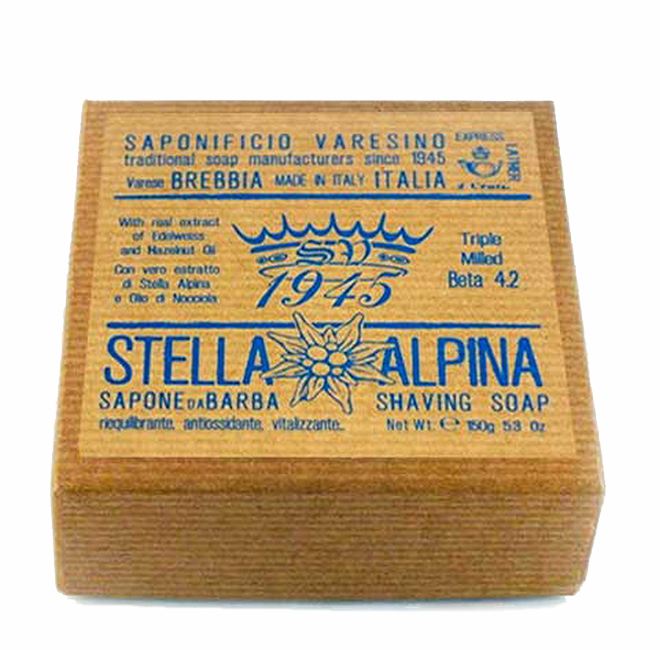 SAPONIFICIO VARESINO
traditional soap manufacturers since 1945
Varese BREBBIA MADE IN ITALY ITALIA
EXPRESS
LATHER
With real extract
of Edelweiss
and Hazelnut Oil
Con vero estratto
di Stella Alpina
e Olio di Nocciola
SV
1945
Triple
Milled
Beta 4.2
STELLA ALPINA
SAPONE DA BARBA
SHAVING SOAP
riequilibrante, antiossidante, vitalizzante..
Net Wt. ℮ 150g 5.3 Oz